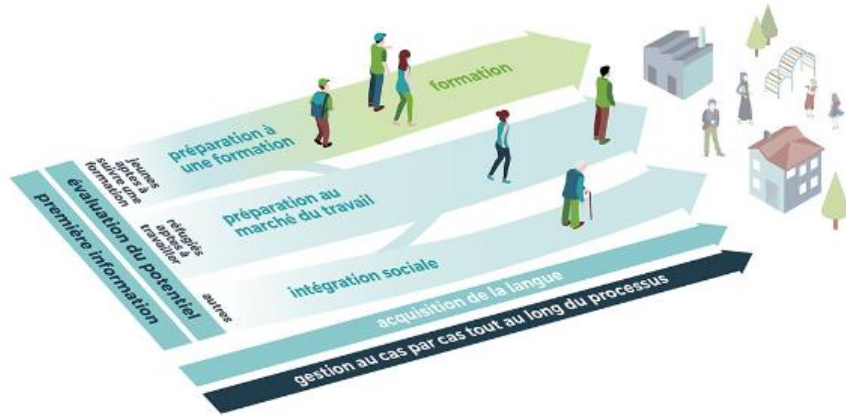 première information
évaluation du potentiel
jeunes
aptes à
suivre une
formation
préparation à
une formation
formation
réfugiés
aptes à
travailler
préparation au
marché du travail
autres
intégration sociale
acquisition de la langue
gestion au cas par cas tout au long du processus